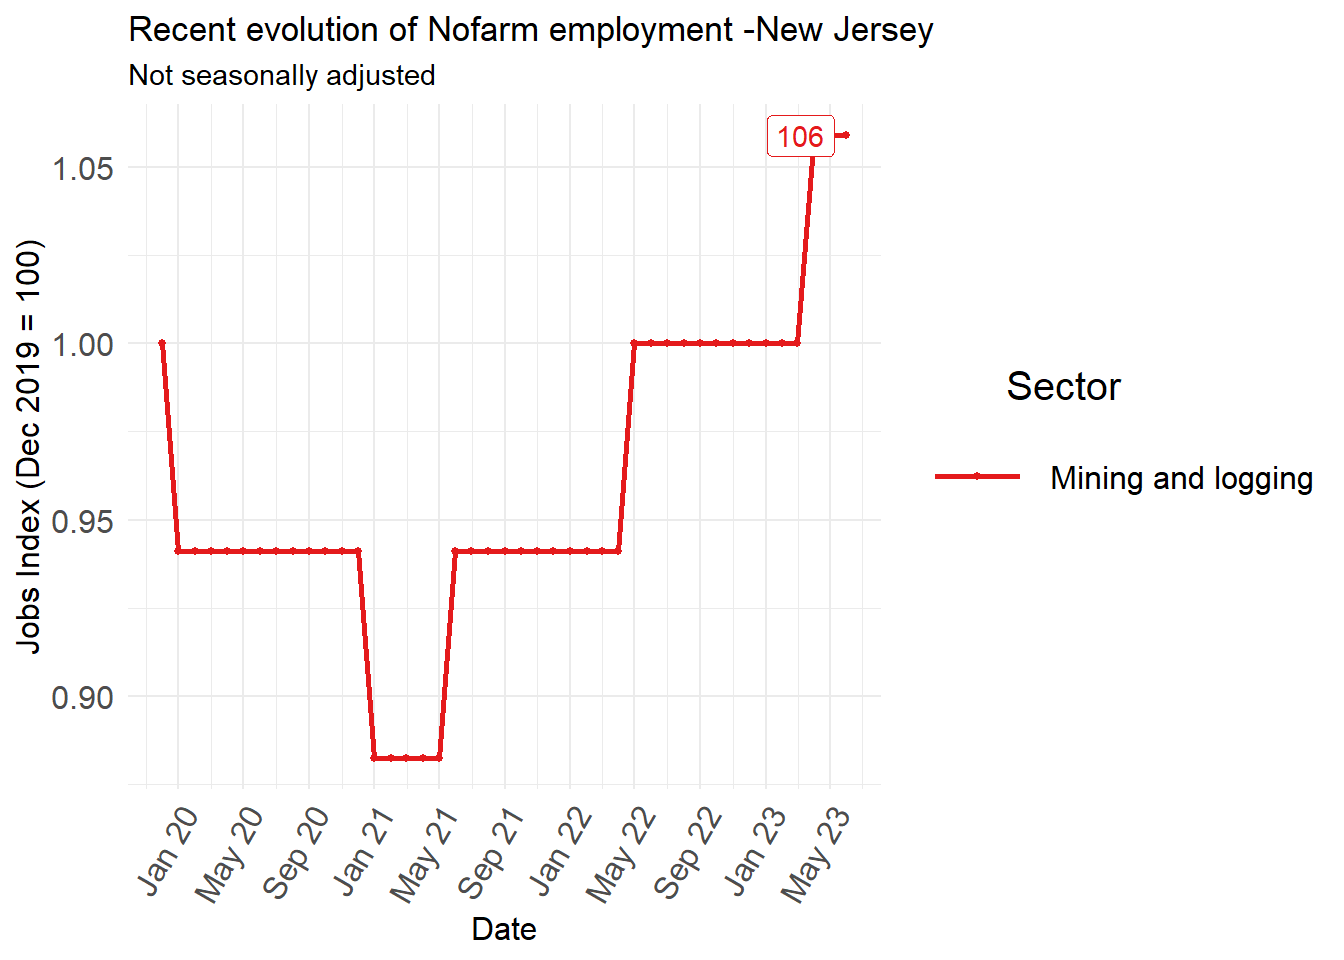 Recent evolution of Nofarm employment -New Jersey
Not seasonally adjusted
106
1.05
1.00
0.95
0.90
Jobs Index (Dec 2019 = 100)
Jan 20
May 20
Sep 20
Jan 21
May 21
Sep 21
Jan 22
May 22
Sep 22
Jan 23
May 23
Date
Sector
Mining and logging